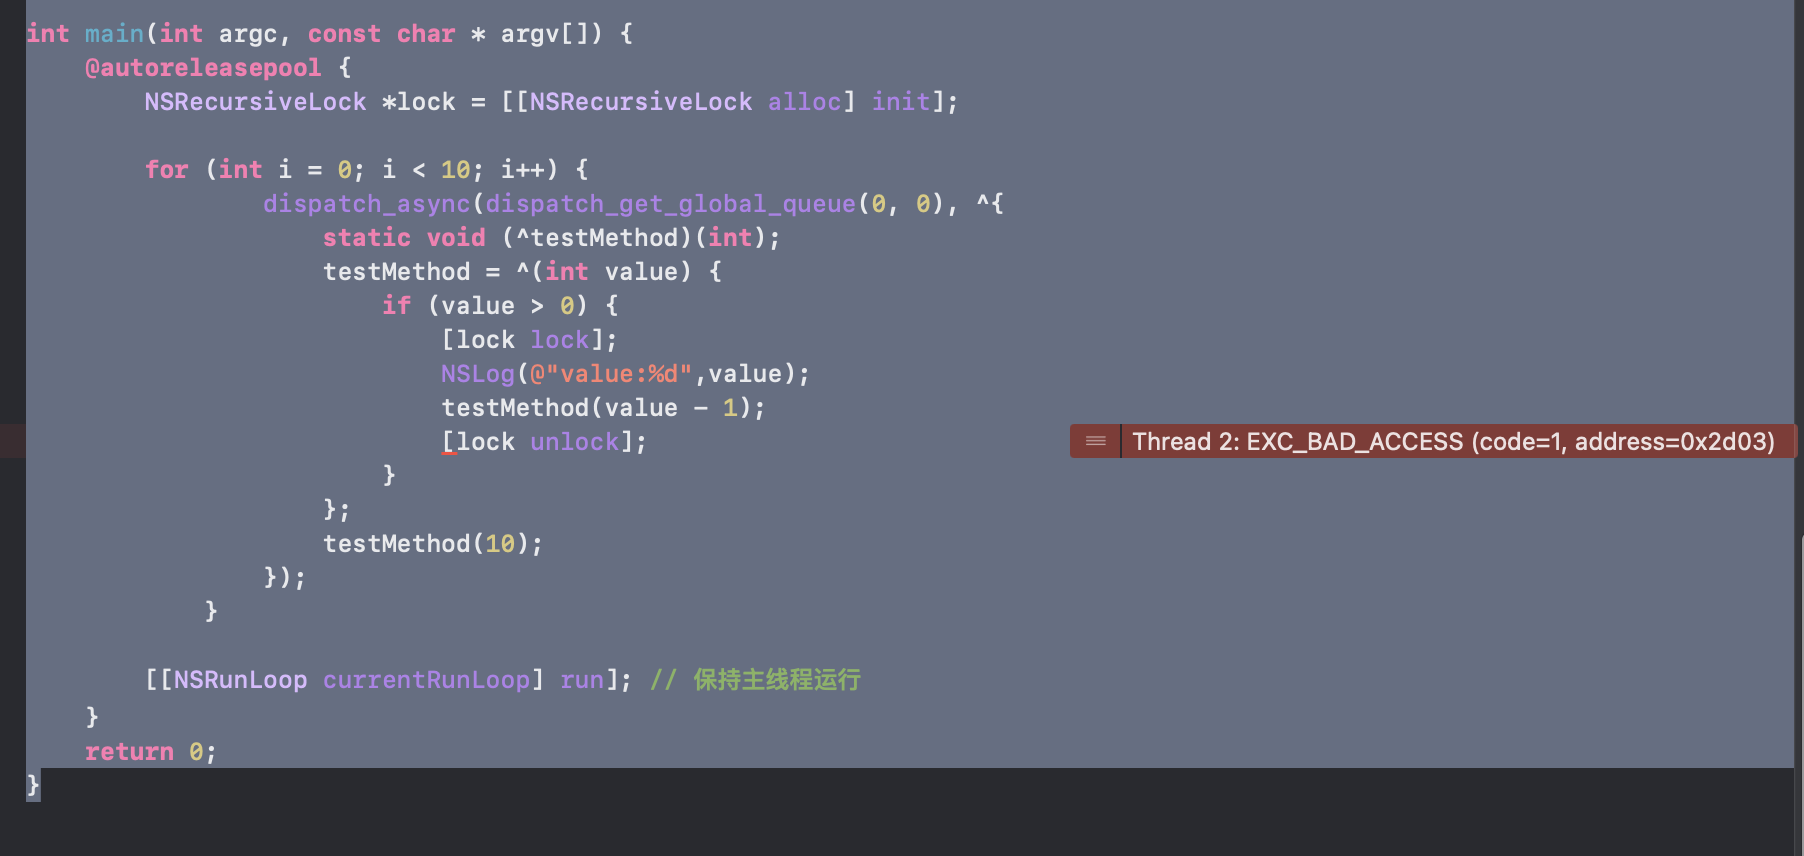 int main(int argc, const char * argv[]) {
@autoreleasepool {
NSRecursiveLock *lock = [[NSRecursiveLock alloc] init];
for (int i = 0; i < 10; i++) {
dispatch_async(dispatch_get_global_queue(0, 0), ^{
static void (^testMethod)(int);
testMethod = ^(int value) {
if (value > 0) {
[lock lock];
NSLog(@"value:%d",value);
testMethod(value - 1);
[lock unlock];
Thread 2: EXC_BAD_ACCESS (code=1, address=0x2d03)
}
};
testMethod(10);
});
}
[[NSRunLoop currentRunLoop] run]; // 保持主线程运行
}
return 0;
}